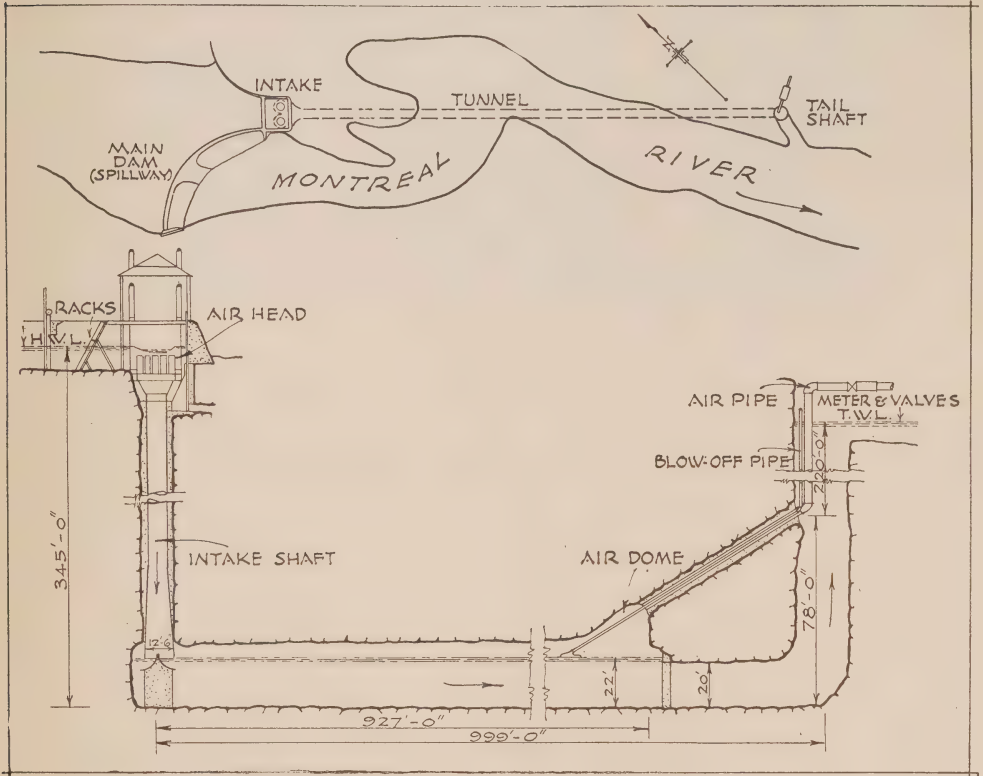 N
INTAKE
TUNNEL
TAIL
SHAFT
MAIN
DAM
(SPILLWAY)
MONTREAL
RIVER
RACKS
AIR HEAD
H.W.L.
AIR PIPE
METER & VALVES
T.W.L.
BLOW-OFF PIPE
220'-0"
345'-0"
INTAKE SHAFT
AIR DOME
78'-0"
12'-6"
22'
20'
927'-0"
999'-0"